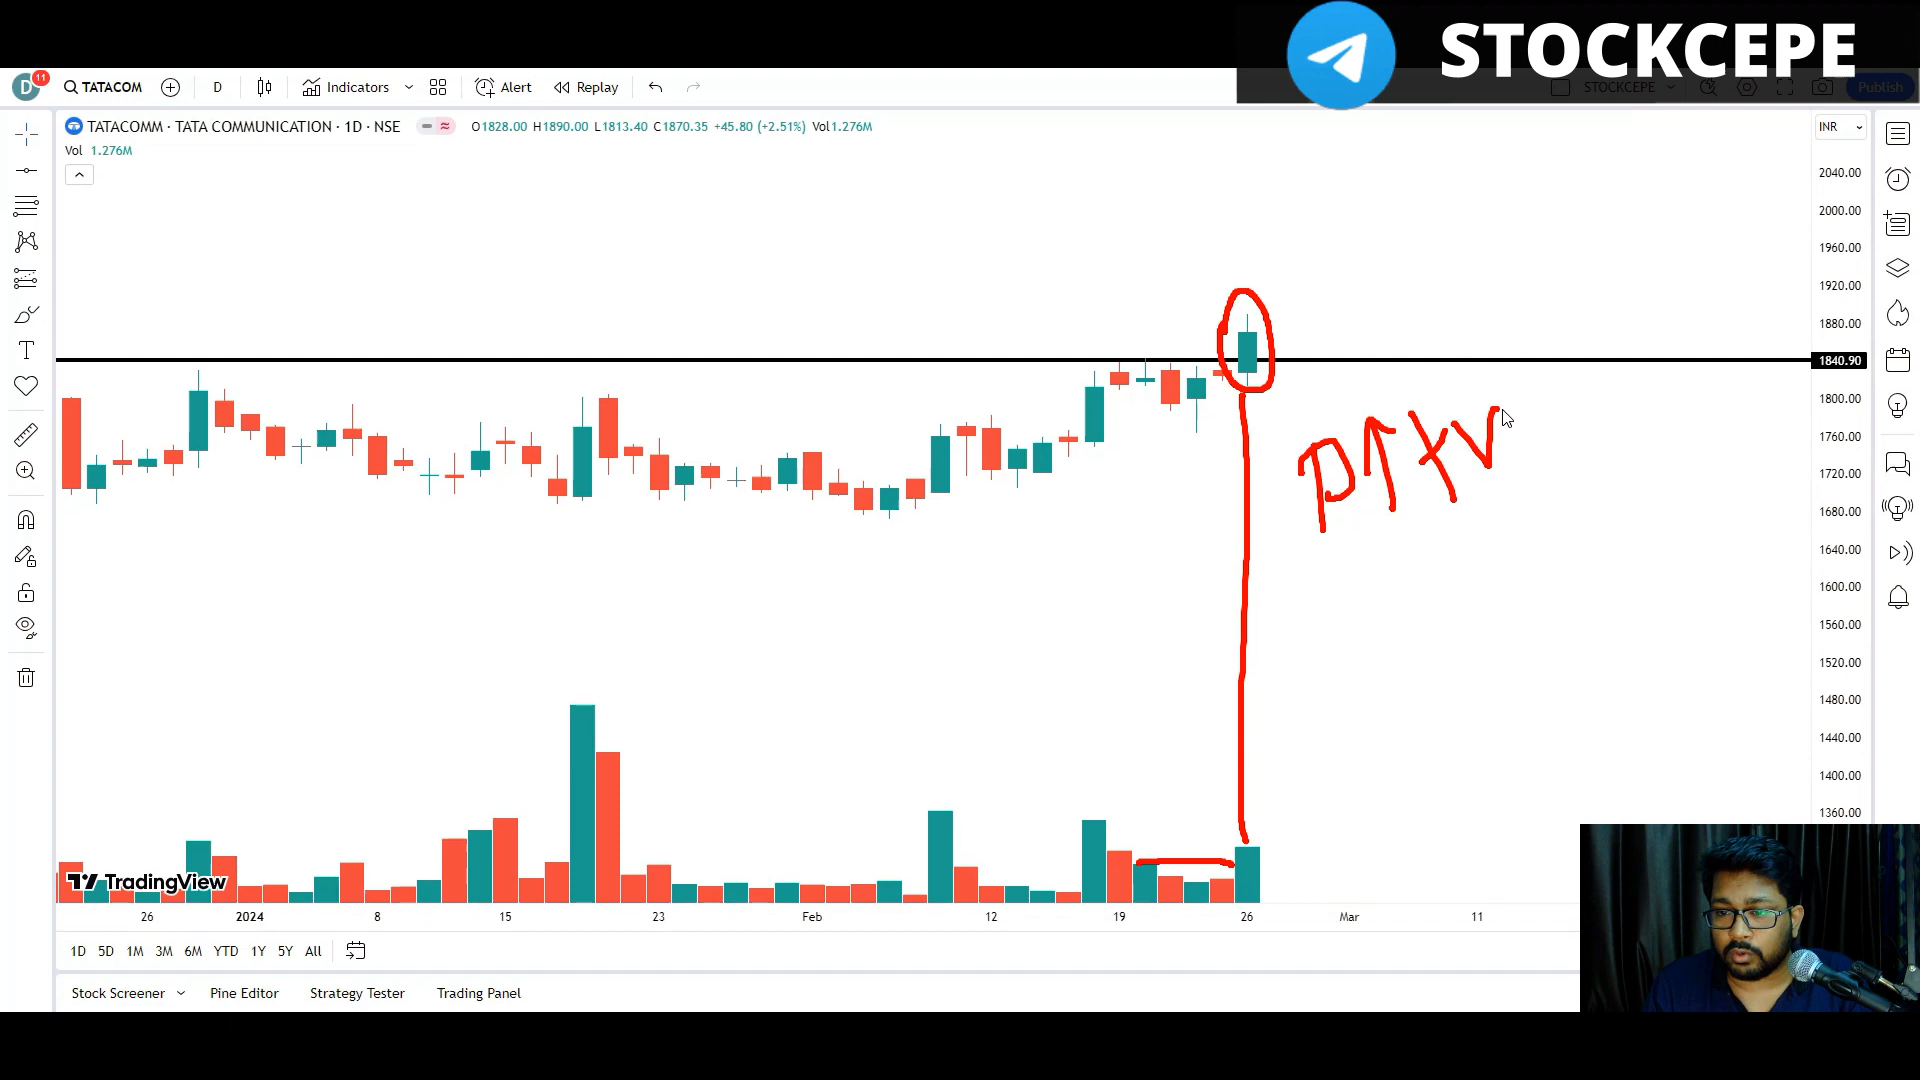 STOCKCEPE
D 11 TATACOM D Indicators Alert Replay STOCKCEPE Publish
TATACOMM · TATA COMMUNICATION · 1D · NSE O1828.00 H1890.00 L1813.40 C1870.35 +45.80 (+2.51%) Vol1.276M INR
Vol 1.276M
2040.00
2000.00
1960.00
1920.00
1880.00
1840.90
1800.00
1760.00
P↑+V
1720.00
1680.00
1640.00
1600.00
1560.00
1520.00
1480.00
1440.00
1400.00
1360.00
TradingView
26 2024 8 15 23 Feb 12 19 26 Mar 11
1D 5D 1M 3M 6M YTD 1Y 5Y All
Stock Screener Pine Editor Strategy Tester Trading Panel